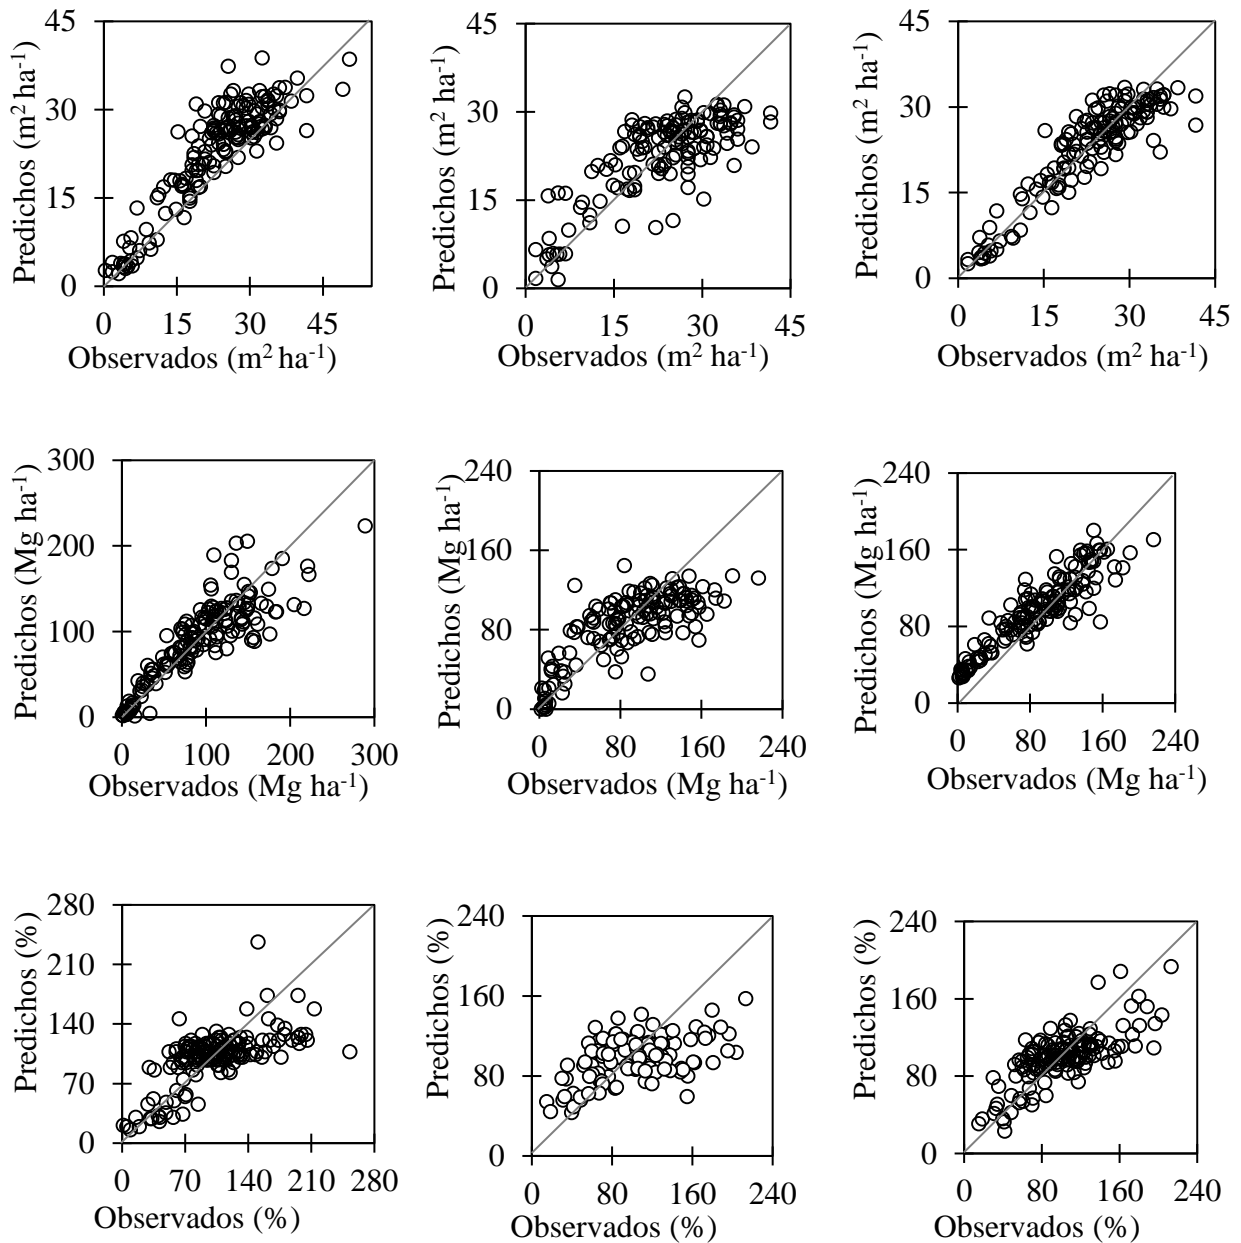 Predichos (m² ha⁻¹)
45
30
15
0
0 15 30 45
Observados (m² ha⁻¹)
Predichos (m² ha⁻¹)
45
30
15
0
0 15 30 45
Observados (m² ha⁻¹)
Predichos (m² ha⁻¹)
45
30
15
0
0 15 30 45
Observados (m² ha⁻¹)
Predichos (Mg ha⁻¹)
300
200
100
0
0 100 200 300
Observados (Mg ha⁻¹)
Predichos (Mg ha⁻¹)
240
160
80
0
0 80 160 240
Observados (Mg ha⁻¹)
Predichos (Mg ha⁻¹)
240
160
80
0
0 80 160 240
Observados (Mg ha⁻¹)
Predichos (%)
280
210
140
70
0
0 70 140 210 280
Observados (%)
Predichos (%)
240
160
80
0
0 80 160 240
Observados (%)
Predichos (%)
240
160
80
0
0 80 160 240
Observados (%)